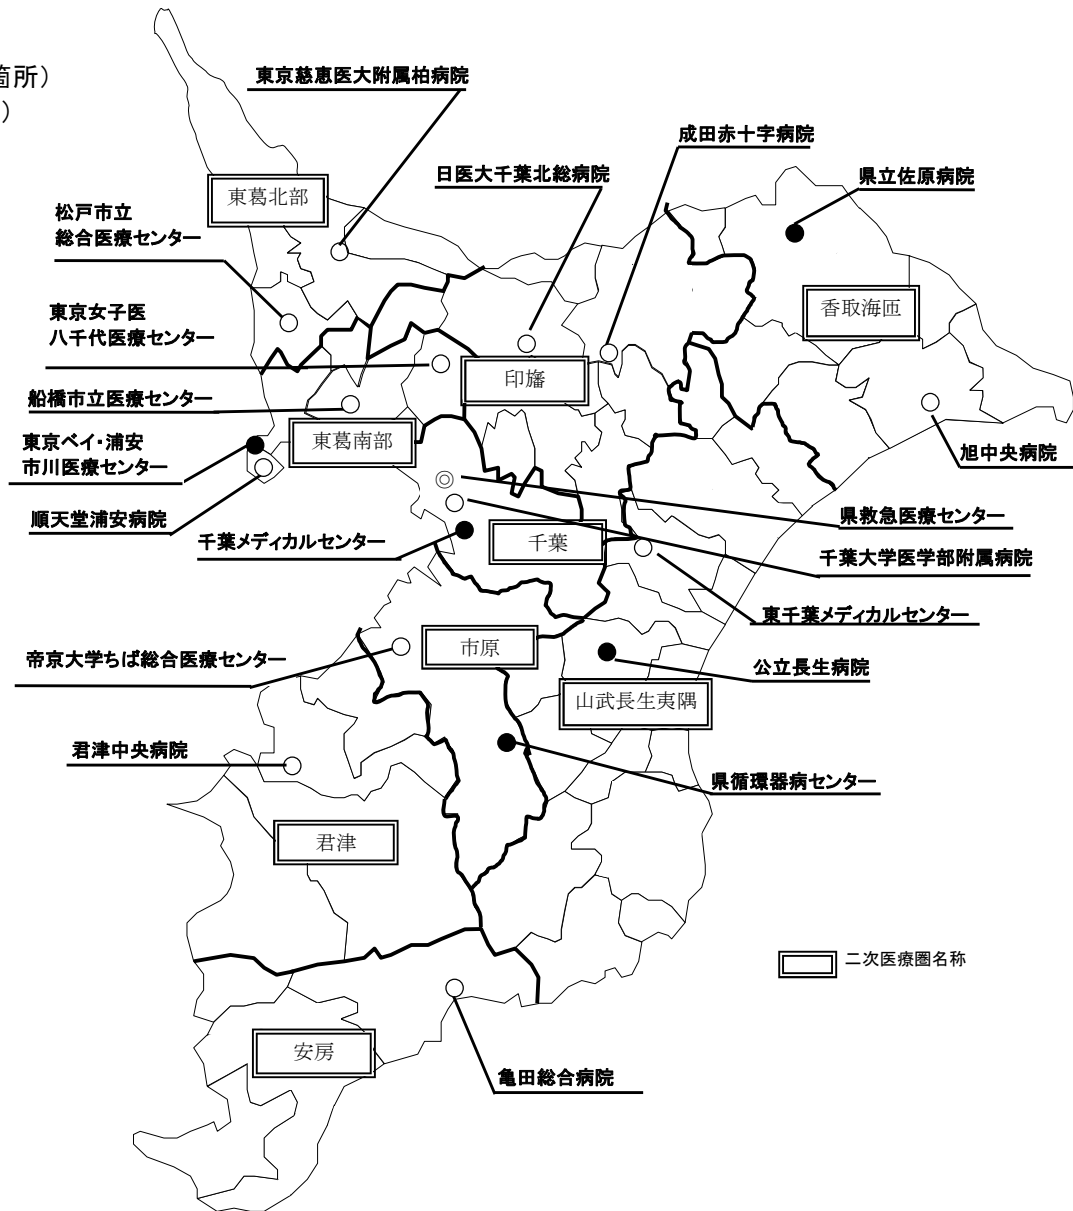 箇所）
）
東京慈恵医大附属柏病院
成田赤十字病院
日医大千葉北総病院
県立佐原病院
東葛北部
松戸市立
総合医療センター
香取海匝
東京女子医
八千代医療センター
印旛
船橋市立医療センター
東葛南部
東京ベイ・浦安
市川医療センター
旭中央病院
順天堂浦安病院
県救急医療センター
千葉メディカルセンター
千葉
千葉大学医学部附属病院
東千葉メディカルセンター
市原
帝京大学ちば総合医療センター
公立長生病院
山武長生夷隅
君津中央病院
県循環器病センター
君津
二次医療圏名称
安房
亀田総合病院